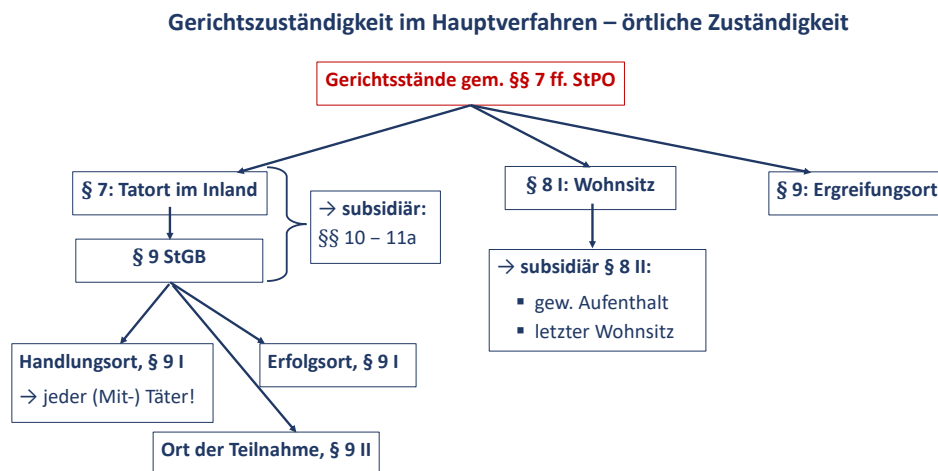 Gerichtszuständigkeit im Hauptverfahren – örtliche Zuständigkeit
Gerichtsstände gem. §§ 7 ff. StPO
§ 7: Tatort im Inland
§ 8 I: Wohnsitz
§ 9: Ergreifungsort
→ subsidiär:
§§ 10 – 11a
§ 9 StGB
→ subsidiär § 8 II:
▪ gew. Aufenthalt
▪ letzter Wohnsitz
Handlungsort, § 9 I
→ jeder (Mit-) Täter!
Erfolgsort, § 9 I
Ort der Teilnahme, § 9 II